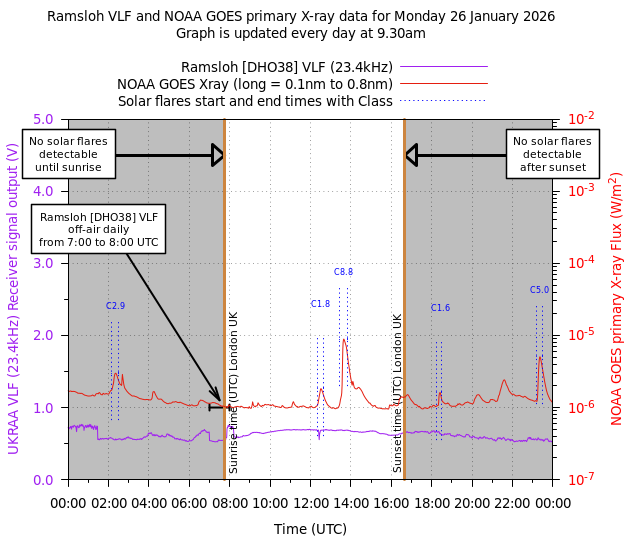 Ramsloh VLF and NOAA GOES primary X-ray data for Monday 26 January 2026
Graph is updated every day at 9.30am
Ramsloh [DHO38] VLF (23.4kHz)
NOAA GOES Xray (long = 0.1nm to 0.8nm)
Solar flares start and end times with Class
5.0
4.0
3.0
2.0
1.0
0.0
UKRAA VLF (23.4kHz) Receiver signal output (V)
No solar flares
detectable
until sunrise
No solar flares
detectable
after sunset
Ramsloh [DHO38] VLF
off-air daily
from 7:00 to 8:00 UTC
C2.9
C1.8
C8.8
C1.6
C5.0
Sunrise time (UTC) London UK
Sunset time (UTC) London UK
10⁻²
10⁻³
10⁻⁴
10⁻⁵
10⁻⁶
10⁻⁷
NOAA GOES primary X-ray Flux (W/m²)
00:00 02:00 04:00 06:00 08:00 10:00 12:00 14:00 16:00 18:00 20:00 22:00 00:00
Time (UTC)